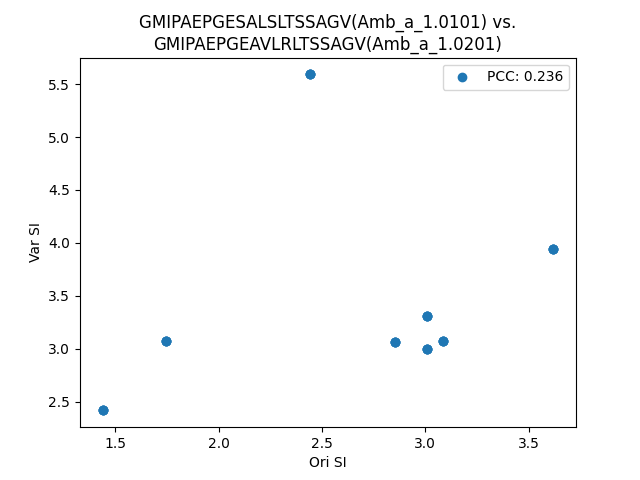 GMIPAEPGESALSLTSSAGV(Amb_a_1.0101) vs.
GMIPAEPGEAVLRLTSSAGV(Amb_a_1.0201)
PCC: 0.236
5.5
5.0
4.5
4.0
3.5
3.0
2.5
Var SI
1.5 2.0 2.5 3.0 3.5
Ori SI